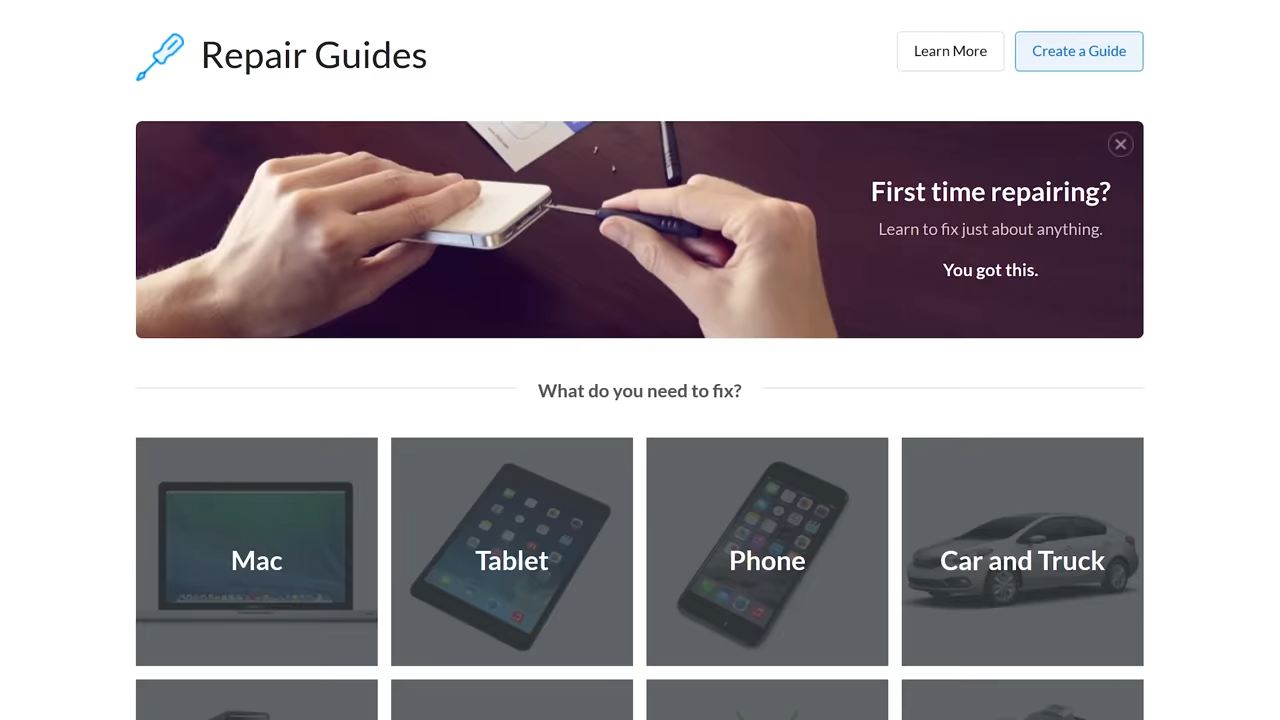 Repair Guides
Learn More
Create a Guide
First time repairing?
Learn to fix just about anything.
You got this.
What do you need to fix?
Mac
Tablet
Phone
Car and Truck